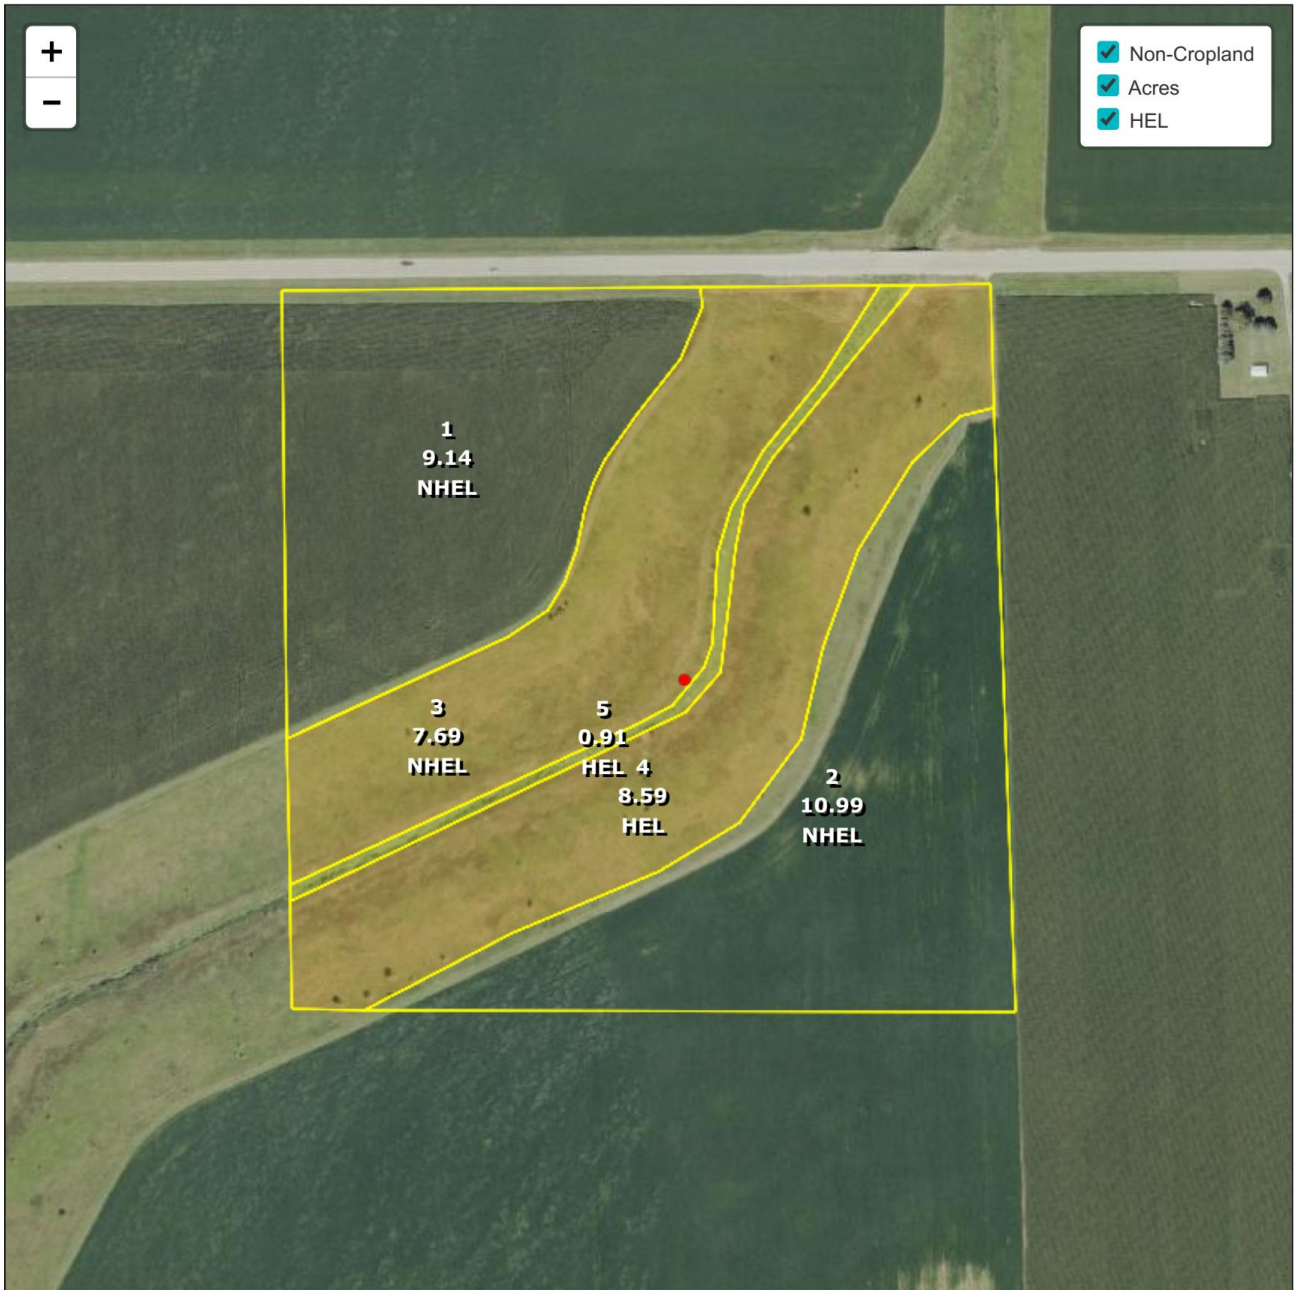 +
−
Non-Cropland
Acres
HEL
1
9.14
NHEL
3
7.69
NHEL
5
0.91
HEL
4
8.59
HEL
2
10.99
NHEL